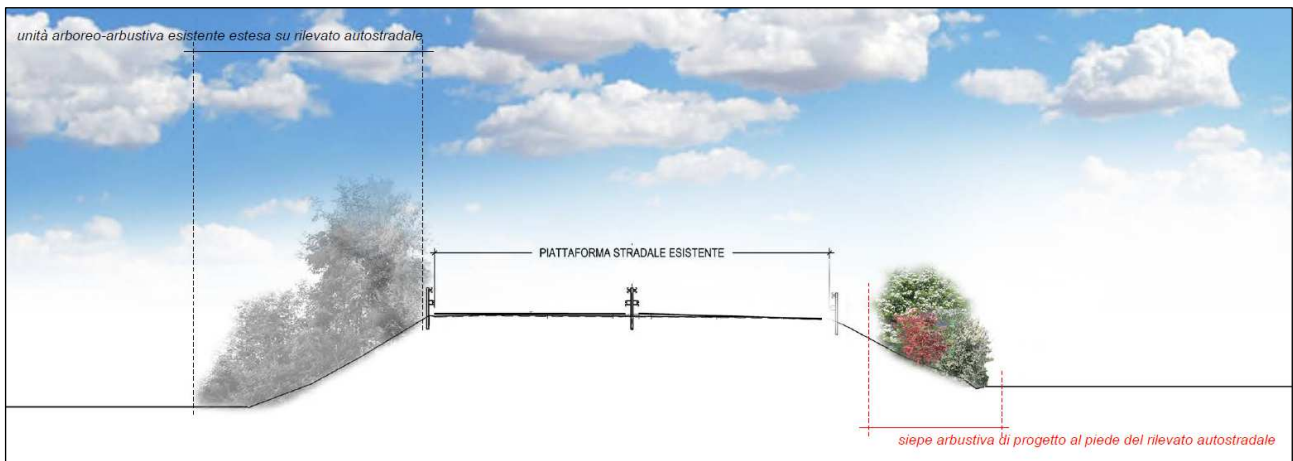 unità arboreo-arbustiva esistente estesa su rilevato autostradale
PIATTAFORMA STRADALE ESISTENTE
siepe arbustiva di progetto al piede del rilevato autostradale